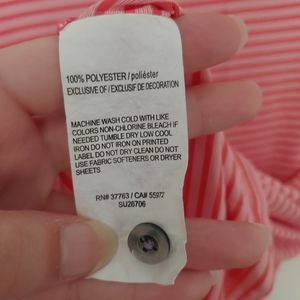 100% POLYESTER / poliéster
EXCLUSIVE OF / EXCLUSIF DE DECORATION
MACHINE WASH COLD WITH LIKE
COLORS NON-CHLORINE BLEACH IF
NEEDED TUMBLE DRY LOW COOL
IRON DO NOT IRON ON PRINTED
LABEL DO NOT DRY CLEAN DO NOT
USE FABRIC SOFTENERS OR DRYER
SHEETS
RN# 37763 / CA# 55972
SU26706